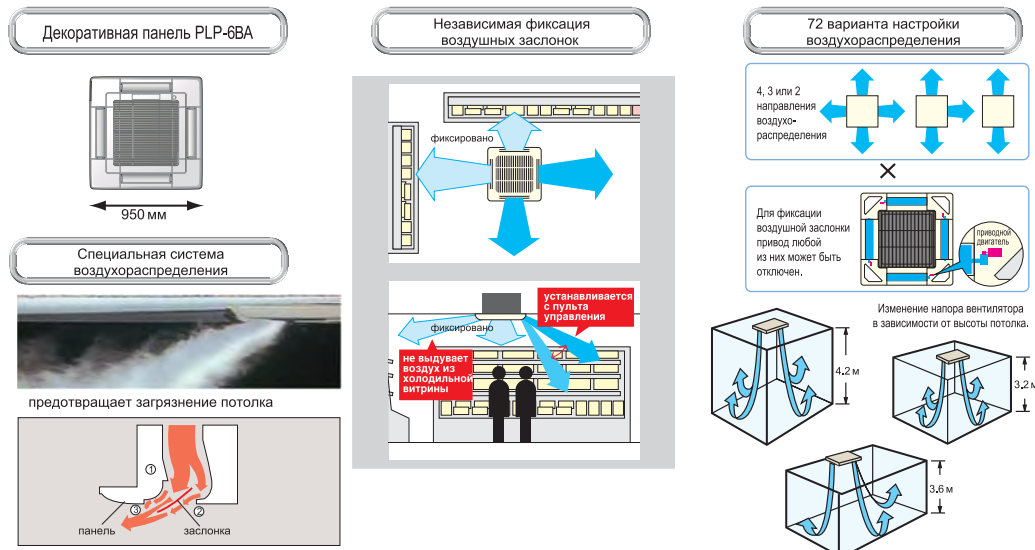 Декоративная панель PLP-6BA
950 мм
Специальная система
воздухораспределения
предотвращает загрязнение потолка
①
③
②
панель
заслонка
Независимая фиксация
воздушных заслонок
фиксировано
устанавливается
с пульта
управления
фиксировано
не выдувает
воздух из
холодильной
витрины
72 варианта настройки
воздухораспределения
4, 3 или 2
направления
воздухо-
распределения
×
Для фиксации
воздушной заслонки
привод любой
из них может быть
отключен.
приводной
двигатель
Изменение напора вентилятора
в зависимости от высоты потолка.
4.2 м
3.2 м
3.6 м